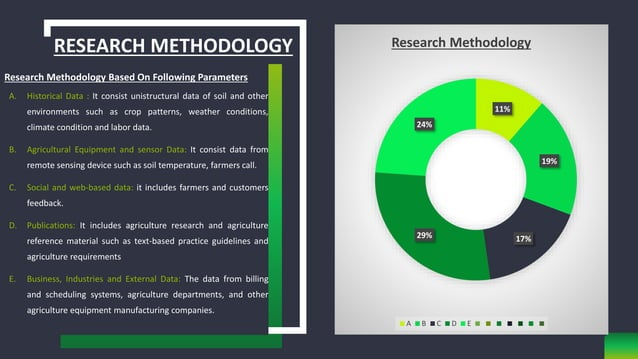 RESEARCH METHODOLOGY
Research Methodology Based On Following Parameters
A. Historical Data : It consist unistructural data of soil and other
environments such as crop patterns, weather conditions,
climate condition and labor data.
B. Agricultural Equipment and sensor Data: It consist data from
remote sensing device such as soil temperature, farmers call.
C. Social and web-based data: it includes farmers and customers
feedback.
D. Publications: It includes agriculture research and agriculture
reference material such as text-based practice guidelines and
agriculture requirements
E. Business, Industries and External Data: The data from billing
and scheduling systems, agriculture departments, and other
agriculture equipment manufacturing companies.
Research Methodology
11%
19%
17%
29%
24%
A B C D E